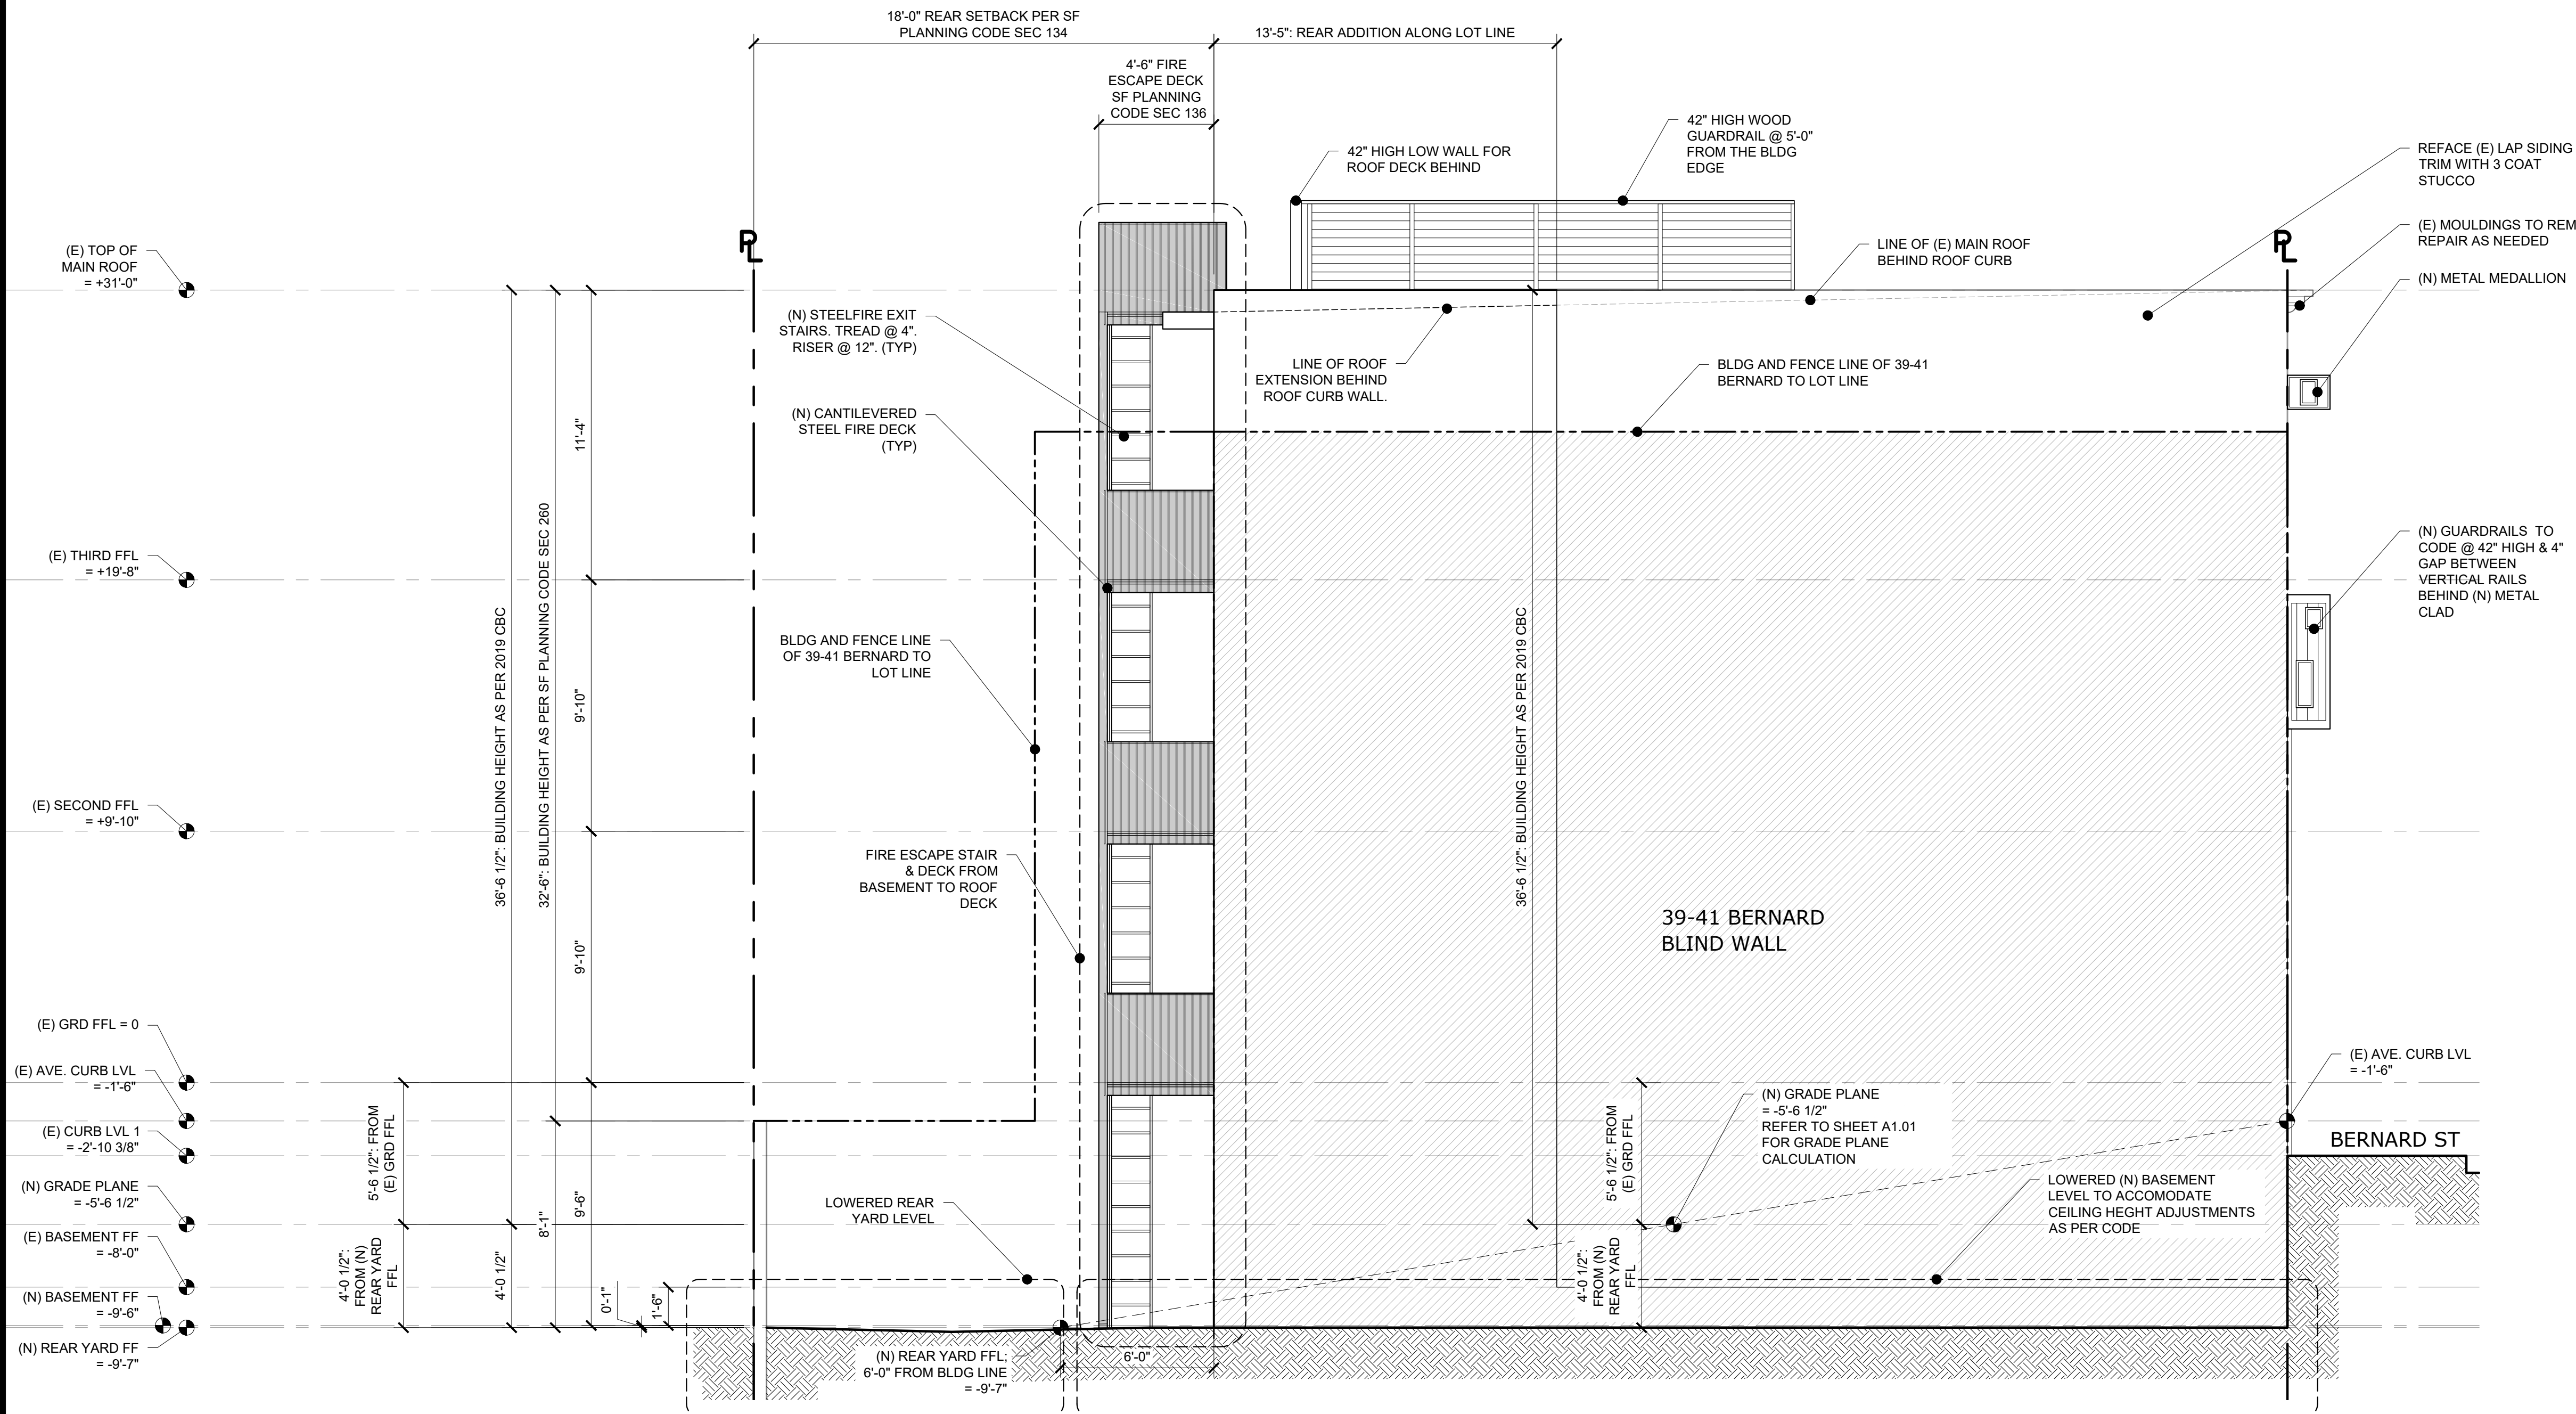 18'-0" REAR SETBACK PER SF
PLANNING CODE SEC 134
13'-5": REAR ADDITION ALONG LOT LINE
4'-6" FIRE
ESCAPE DECK
SF PLANNING
CODE SEC 136
42" HIGH LOW WALL FOR
ROOF DECK BEHIND
42" HIGH WOOD
GUARDRAIL @ 5'-0"
FROM THE BLDG
EDGE
REFACE (E) LAP SIDING
TRIM WITH 3 COAT
STUCCO
(E) MOULDINGS TO REM
REPAIR AS NEEDED
(N) METAL MEDALLION
LINE OF (E) MAIN ROOF
BEHIND ROOF CURB
PL
PL
(E) TOP OF
MAIN ROOF
= +31'-0"
(N) STEELFIRE EXIT
STAIRS. TREAD @ 4".
RISER @ 12". (TYP)
LINE OF ROOF
EXTENSION BEHIND
ROOF CURB WALL.
BLDG AND FENCE LINE OF 39-41
BERNARD TO LOT LINE
(N) CANTILEVERED
STEEL FIRE DECK
(TYP)
(N) GUARDRAILS TO
CODE @ 42" HIGH & 4"
GAP BETWEEN
VERTICAL RAILS
BEHIND (N) METAL
CLAD
(E) THIRD FFL
= +19'-8"
36'-6 1/2": BUILDING HEIGHT AS PER 2019 CBC
32'-6": BUILDING HEIGHT AS PER SF PLANNING CODE SEC 260
11'-4"
9'-10"
9'-10"
BLDG AND FENCE LINE
OF 39-41 BERNARD TO
LOT LINE
36'-6 1/2": BUILDING HEIGHT AS PER 2019 CBC
(E) SECOND FFL
= +9'-10"
FIRE ESCAPE STAIR
& DECK FROM
BASEMENT TO ROOF
DECK
39-41 BERNARD
BLIND WALL
(E) GRD FFL = 0
(E) AVE. CURB LVL
= -1'-6"
(E) CURB LVL 1
= -2'-10 3/8"
(N) GRADE PLANE
= -5'-6 1/2"
(E) BASEMENT FF
= -8'-0"
(N) BASEMENT FF
= -9'-6"
(N) REAR YARD FF
= -9'-7"
5'-6 1/2": FROM
(E) GRD FFL
4'-0 1/2":
FROM (N)
REAR YARD
FFL
4'-0 1/2"
8'-1"
9'-6"
0'-1"
1'-6"
LOWERED REAR
YARD LEVEL
(N) REAR YARD FFL;
6'-0" FROM BLDG LINE
= -9'-7"
6'-0"
5'-6 1/2": FROM
(E) GRD FFL
4'-0 1/2":
FROM (N)
REAR YARD
FFL
(N) GRADE PLANE
= -5'-6 1/2"
REFER TO SHEET A1.01
FOR GRADE PLANE
CALCULATION
LOWERED (N) BASEMENT
LEVEL TO ACCOMODATE
CEILING HEGHT ADJUSTMENTS
AS PER CODE
(E) AVE. CURB LVL
= -1'-6"
BERNARD ST